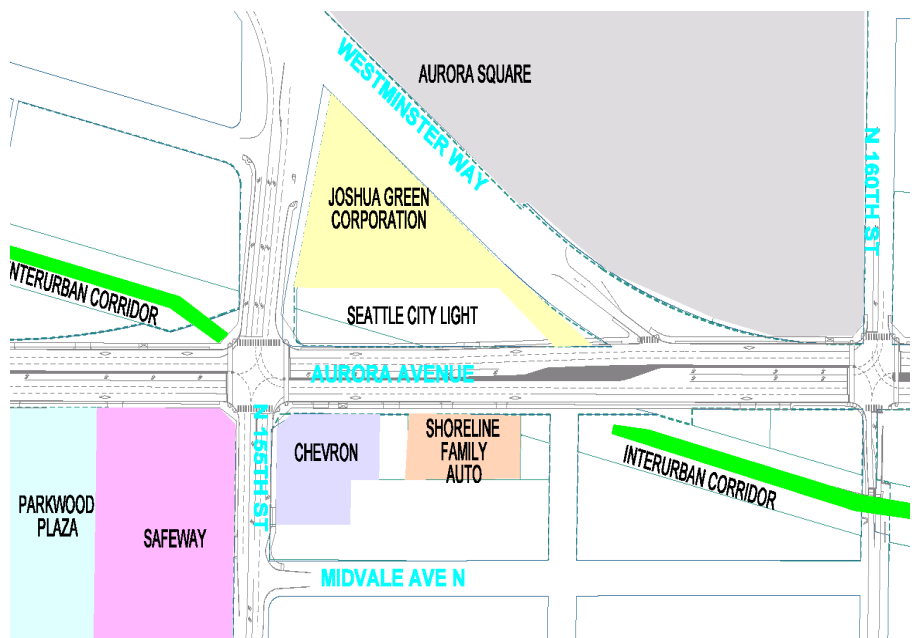 AURORA SQUARE
WESTMINSTER WAY
N 160TH ST
JOSHUA GREEN
CORPORATION
INTERURBAN CORRIDOR
SEATTLE CITY LIGHT
AURORA AVENUE
N 155TH ST
CHEVRON
SHORELINE
FAMILY
AUTO
INTERURBAN CORRIDOR
PARKWOOD
PLAZA
SAFEWAY
MIDVALE AVE N